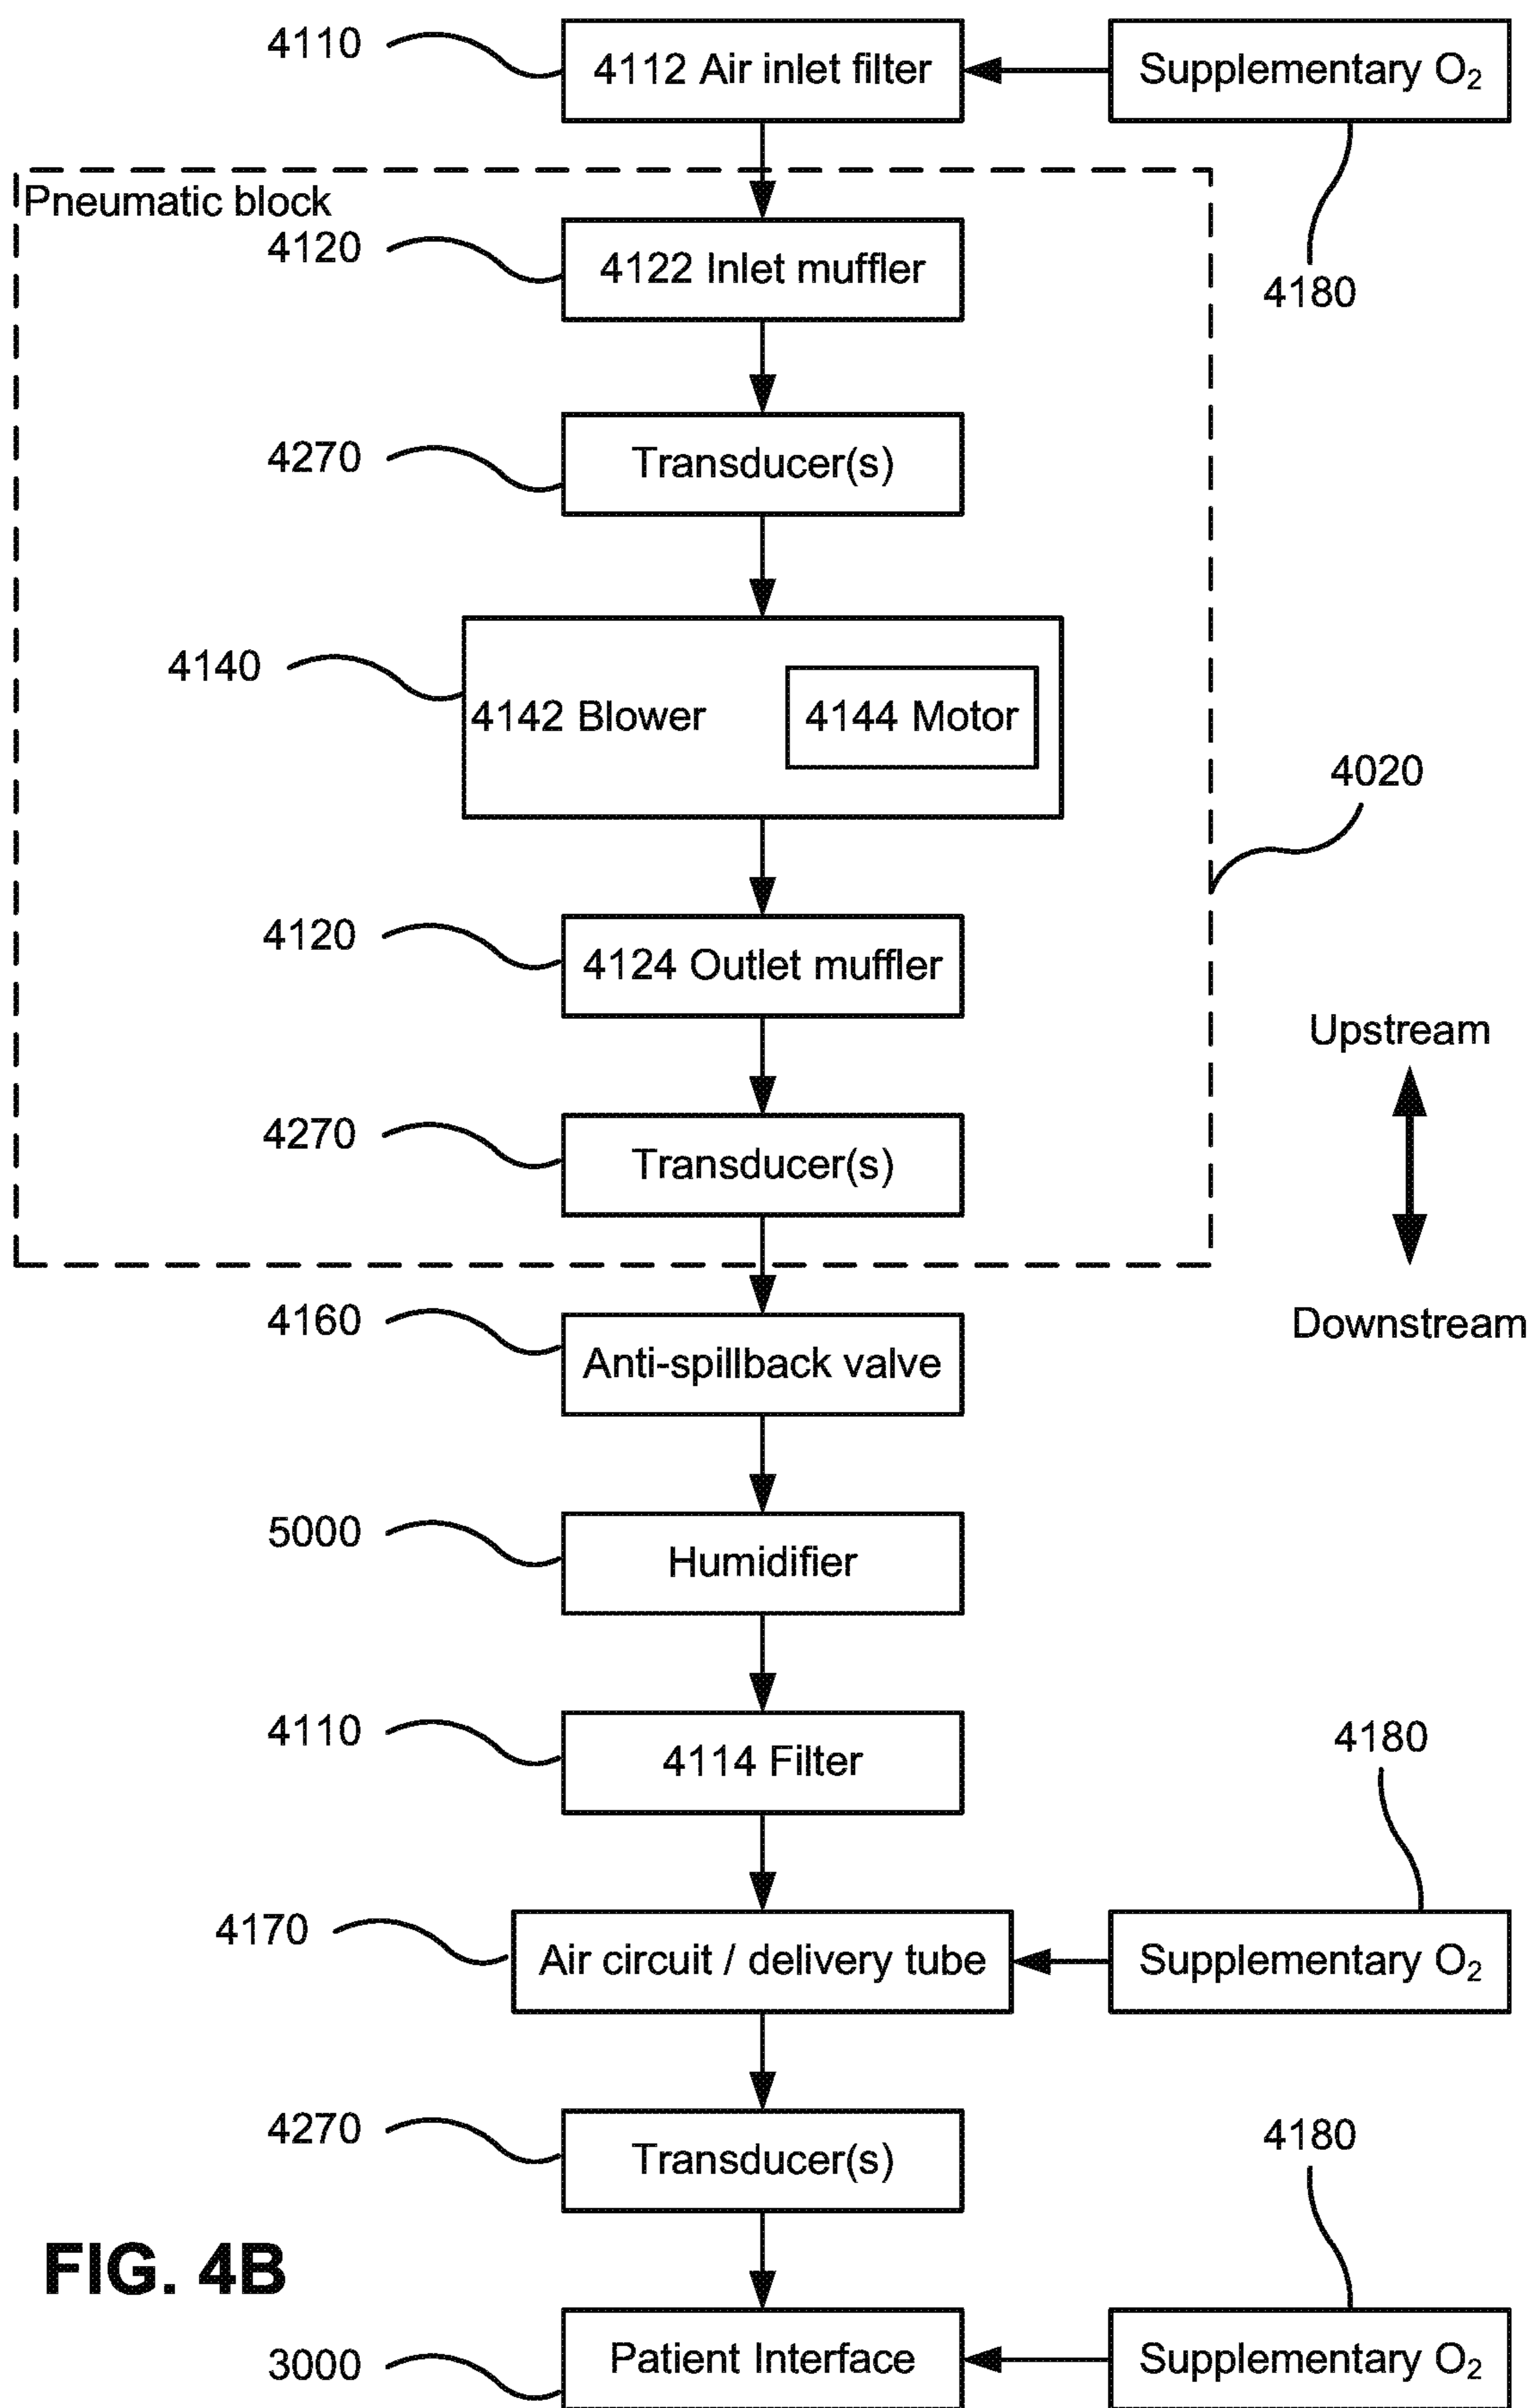 4110
4112 Air inlet filter
Supplementary O₂
Pneumatic block
4120
4122 Inlet muffler
4180
4270
Transducer(s)
4140
4142 Blower
4144 Motor
4020
4120
4124 Outlet muffler
Upstream
4270
Transducer(s)
Downstream
4160
Anti-spillback valve
5000
Humidifier
4110
4114 Filter
4180
4170
Air circuit / delivery tube
Supplementary O₂
4270
Transducer(s)
4180
FIG. 4B
3000
Patient Interface
Supplementary O₂